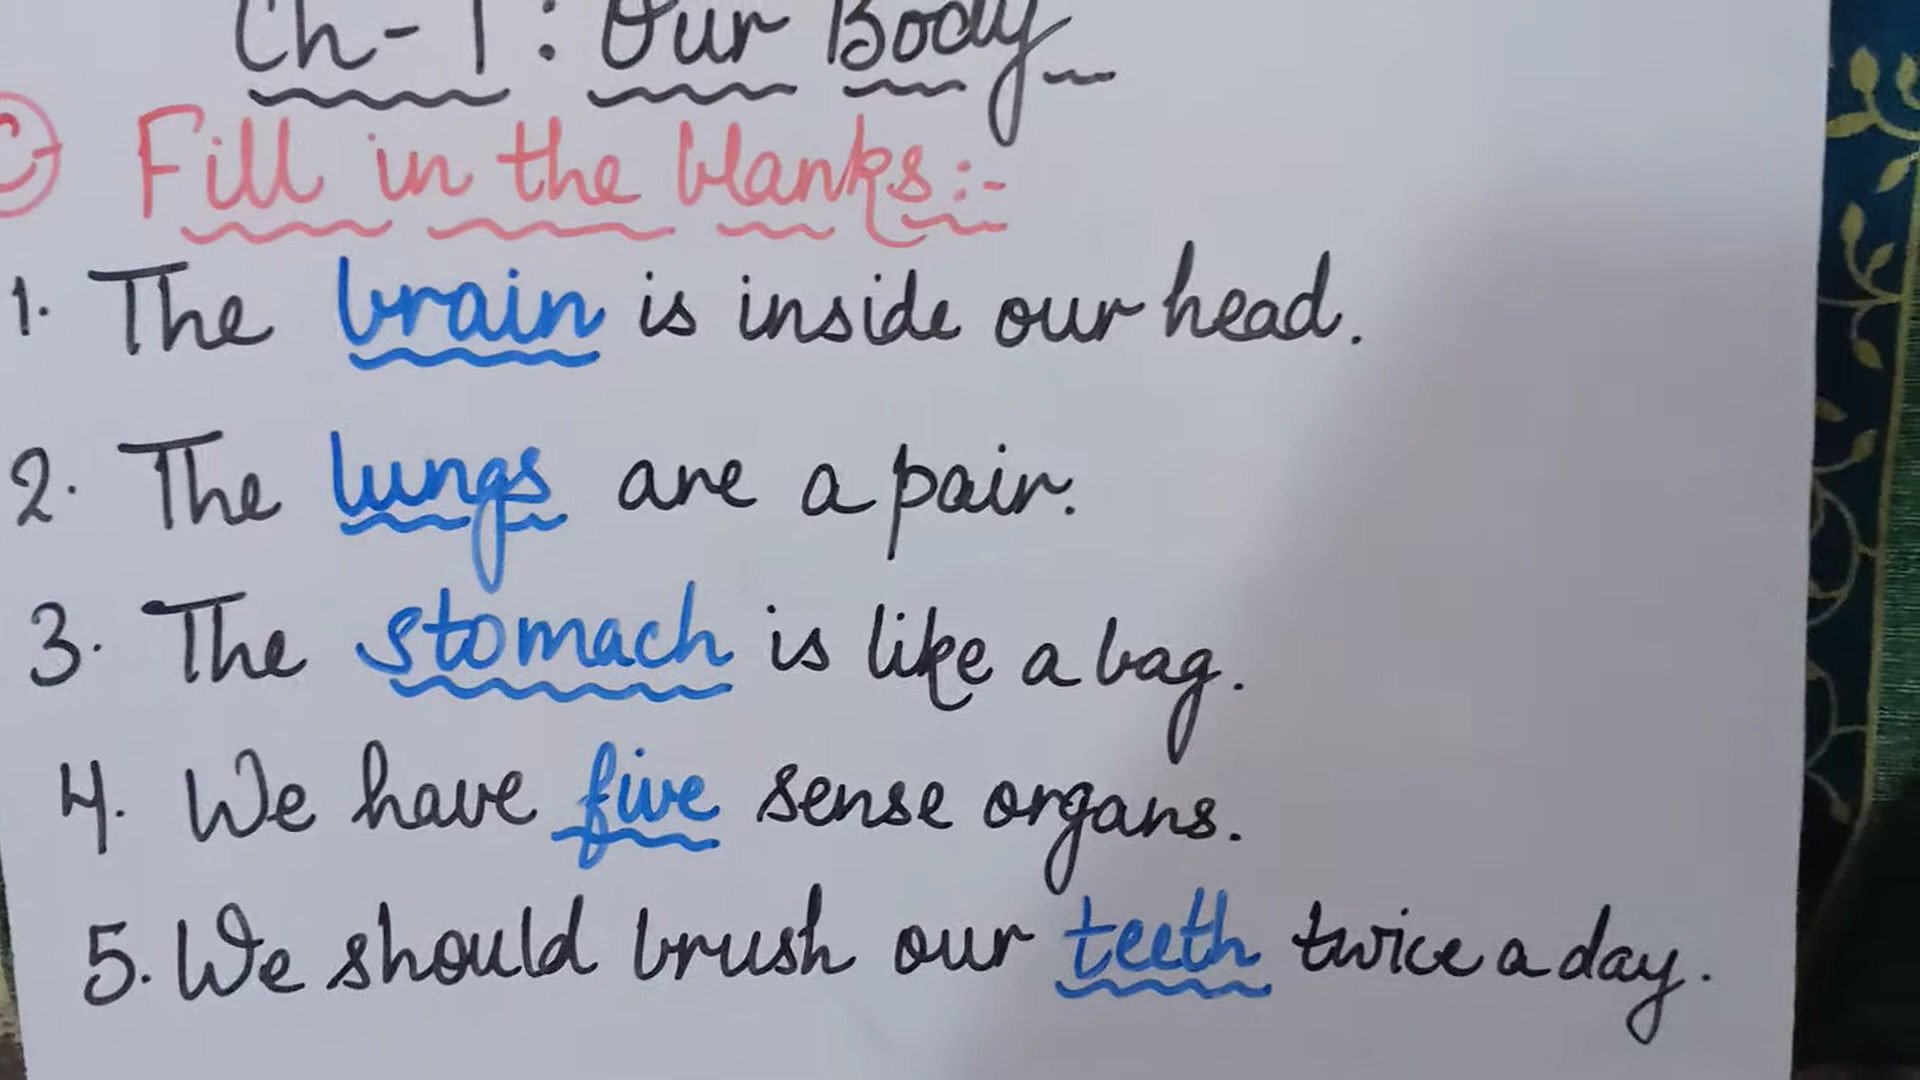 Ch-1: Our Body
C Fill in the blanks:-
1. The brain is inside our head.
2. The lungs are a pair.
3. The stomach is like a bag.
4. We have five sense organs.
5. We should brush our teeth twice a day.